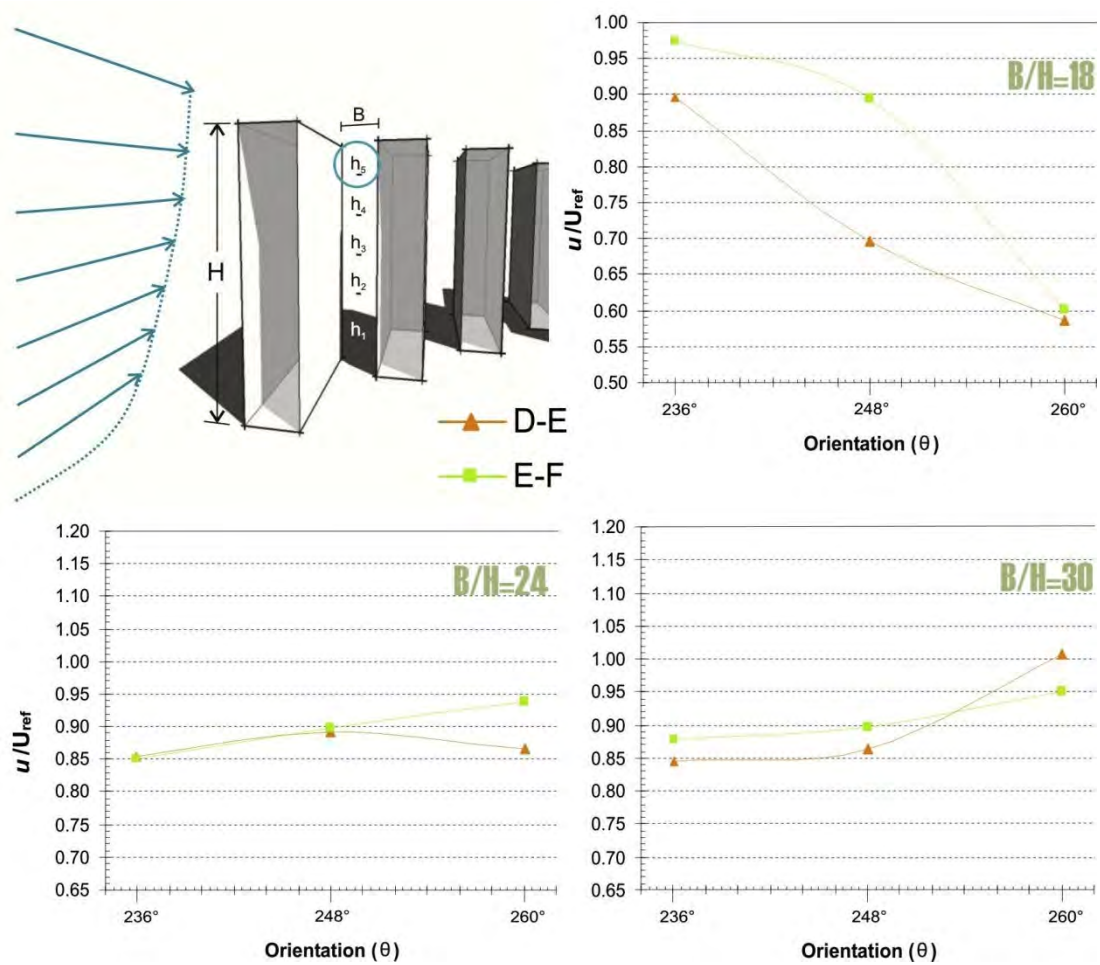 B
h5
h4
h3
h2
h1
H
D-E
E-F
B/H=18
u/Uref
1.00
0.95
0.90
0.85
0.80
0.75
0.70
0.65
0.60
0.55
0.50
236°
248°
260°
Orientation (θ)
B/H=24
u/Uref
1.20
1.15
1.10
1.05
1.00
0.95
0.90
0.85
0.80
0.75
0.70
0.65
236°
248°
260°
Orientation (θ)
B/H=30
1.20
1.15
1.10
1.05
1.00
0.95
0.90
0.85
0.80
0.75
0.70
0.65
236°
248°
260°
Orientation (θ)